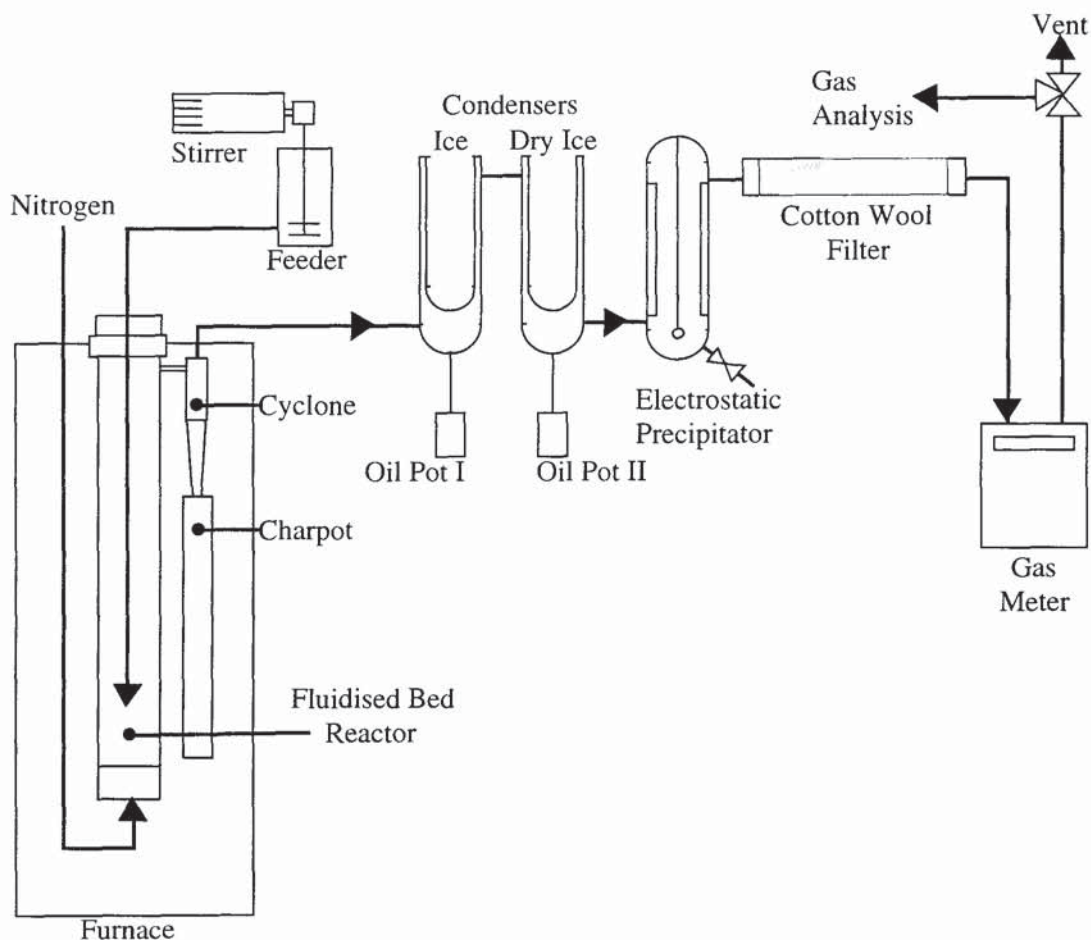 Vent
Gas
Analysis
Condensers
Ice Dry Ice
Stirrer
Nitrogen
Feeder
Cotton Wool
Filter
Cyclone
Electrostatic
Precipitator
Oil Pot I
Oil Pot II
Charpot
Gas
Meter
Fluidised Bed
Reactor
Furnace